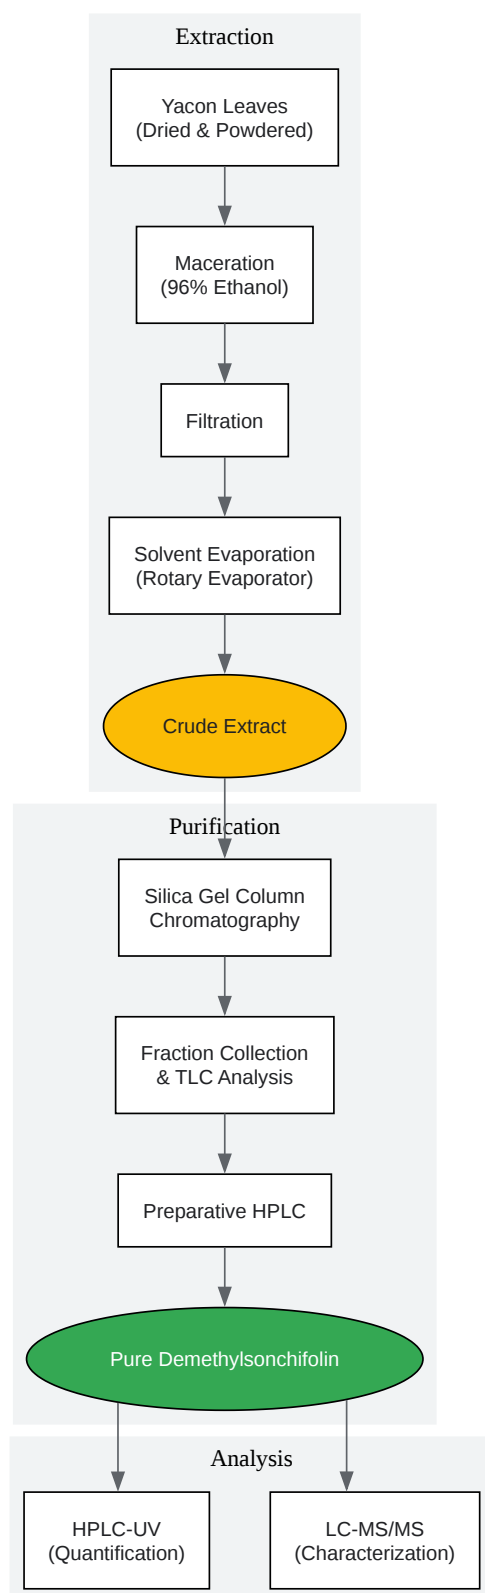 Extraction
Yacon Leaves
(Dried & Powdered)
Maceration
(96% Ethanol)
Filtration
Solvent Evaporation
(Rotary Evaporator)
Crude Extract
Purification
Silica Gel Column
Chromatography
Fraction Collection
& TLC Analysis
Preparative HPLC
Pure Demethylsonchifolin
Analysis
HPLC-UV
(Quantification)
LC-MS/MS
(Characterization)